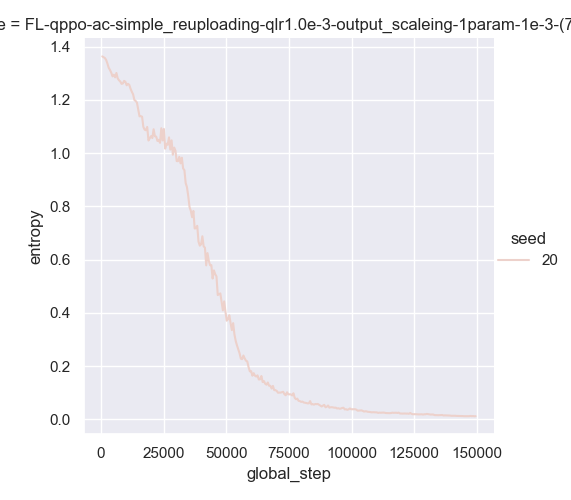 e = FL-qppo-ac-simple_reuploading-qlr1.0e-3-output_scaleing-1param-1e-3-(7
1.4
1.2
1.0
0.8
0.6
0.4
0.2
0.0
entropy
0 25000 50000 75000 100000 125000 150000
global_step
seed
20